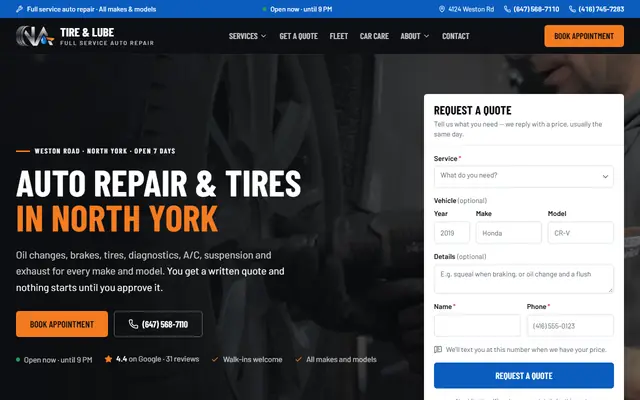 Full service auto repair · All makes & models
Open now · until 9 PM
4124 Weston Rd
(647) 568-7110
(416) 745-7283
TIRE & LUBE
FULL SERVICE AUTO REPAIR
SERVICES
GET A QUOTE
FLEET
CAR CARE
ABOUT
CONTACT
BOOK APPOINTMENT
WESTON ROAD · NORTH YORK · OPEN 7 DAYS
AUTO REPAIR & TIRES
IN NORTH YORK
Oil changes, brakes, tires, diagnostics, A/C, suspension and
exhaust for every make and model. You get a written quote and
nothing starts until you approve it.
BOOK APPOINTMENT
(647) 568-7110
Open now · until 9 PM
4.4 on Google · 31 reviews
Walk-ins welcome
All makes and models
REQUEST A QUOTE
Tell us what you need — we reply with a price, usually the
same day.
Service *
What do you need?
Vehicle (optional)
Year
Make
Model
2019
Honda
CR-V
Details (optional)
E.g. squeal when braking, or oil change and a flush
Name *
Phone *
(416) 555-0123
We'll text you at this number when we have your price.
REQUEST A QUOTE